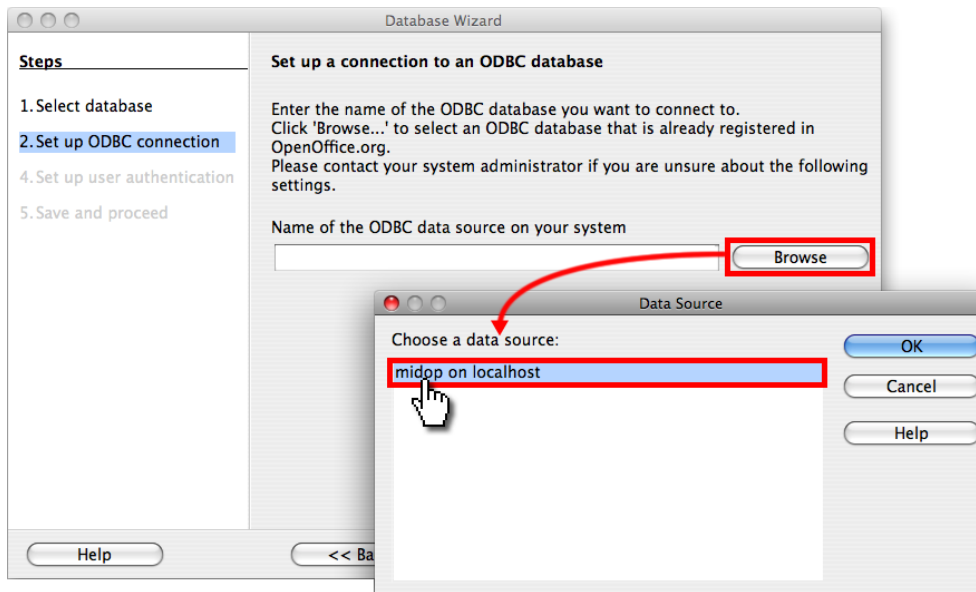 Database Wizard
Steps
1. Select database
2. Set up ODBC connection
4. Set up user authentication
5. Save and proceed
Set up a connection to an ODBC database
Enter the name of the ODBC database you want to connect to.
Click 'Browse...' to select an ODBC database that is already registered in
OpenOffice.org.
Please contact your system administrator if you are unsure about the following
settings.
Name of the ODBC data source on your system
Browse
Data Source
Choose a data source:
midop on localhost
OK
Cancel
Help
Help
<< Ba